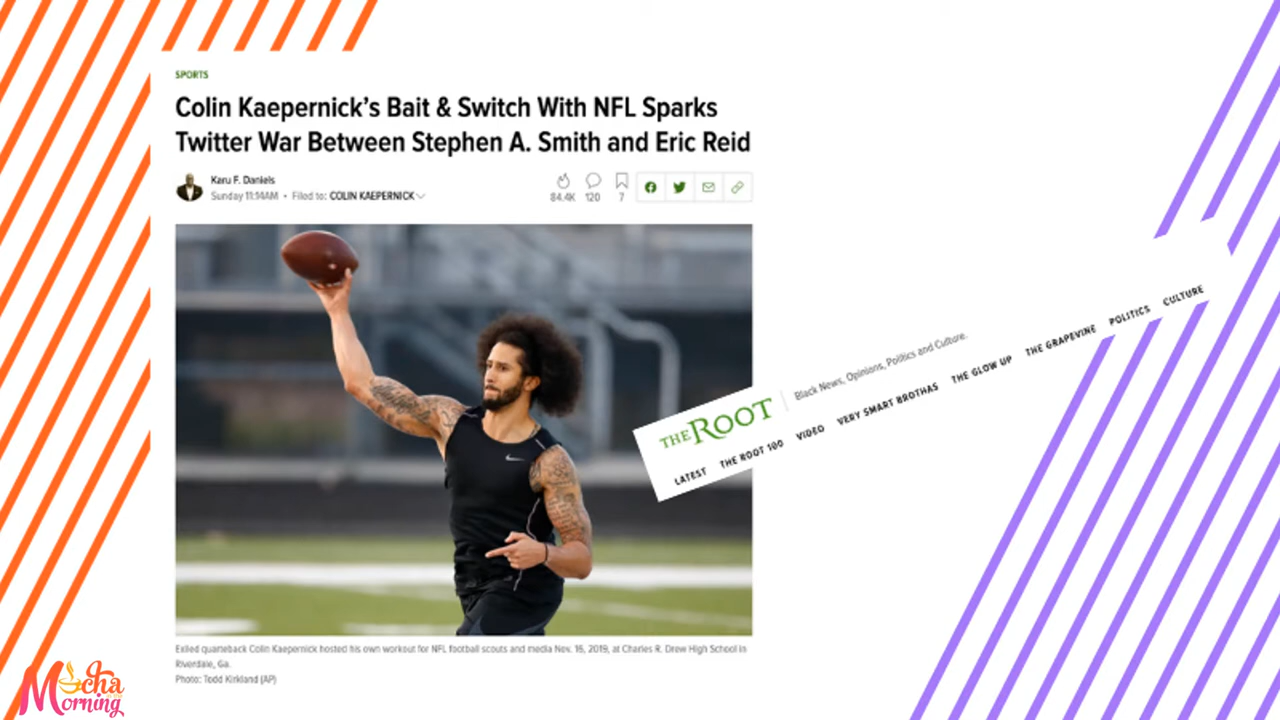 SPORTS
Colin Kaepernick's Bait & Switch With NFL Sparks
Twitter War Between Stephen A. Smith and Eric Reid
Karu F. Daniels
Sunday 11:14AM • Filed to: COLIN KAEPERNICK
84.4K 120 7
THE ROOT
Black News, Opinions, Politics and Culture.
LATEST THE ROOT 100 VIDEO VERY SMART BROTHAS THE GLOW UP THE GRAPEVINE POLITICS CULTURE
Exiled quarterback Colin Kaepernick hosted his own workout for NFL football scouts and media Nov. 16, 2019, at Charles R. Drew High School in
Riverdale, Ga.
Photo: Todd Kirkland (AP)
Mocha
Morning